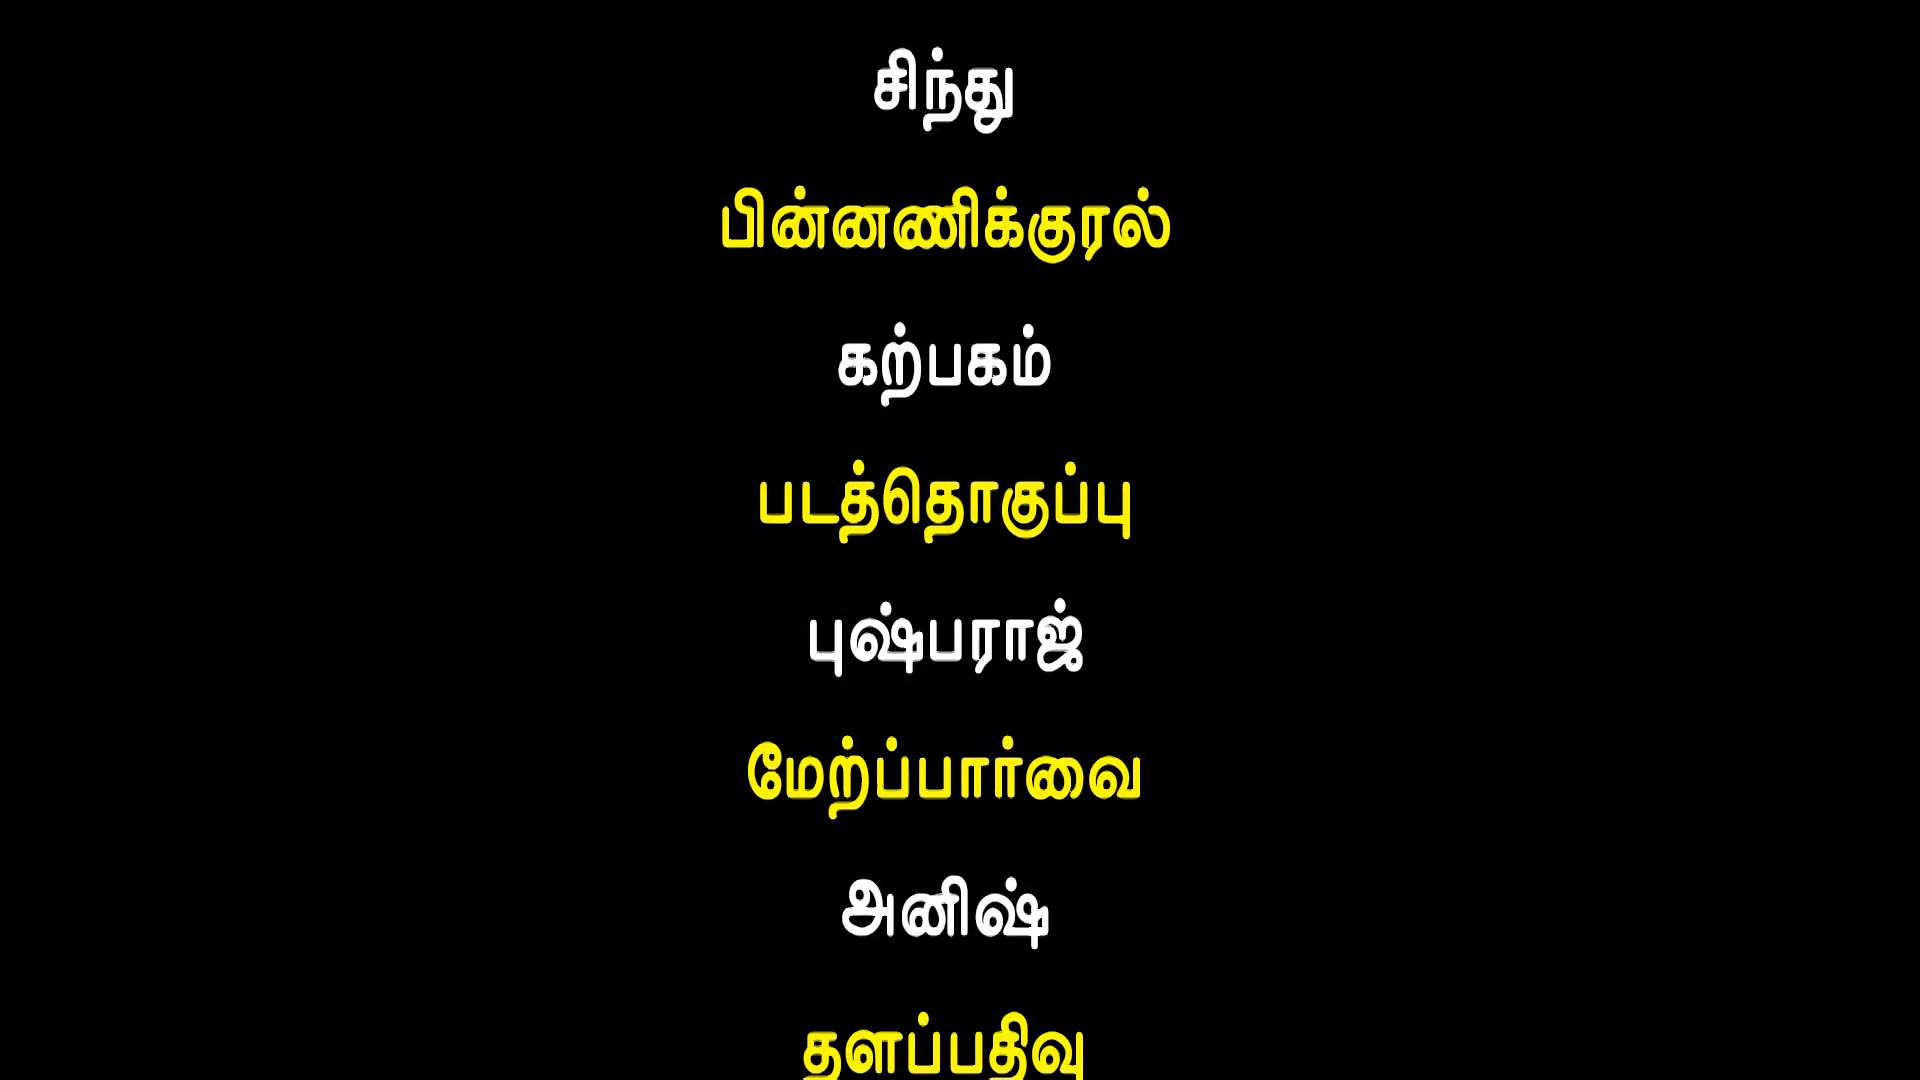 சிந்து
பின்னணிக்குரல்
கற்பகம்
படத்தொகுப்பு
புஷ்பராஜ்
மேற்ப்பார்வை
அனிஷ்
தளப்பதிவு